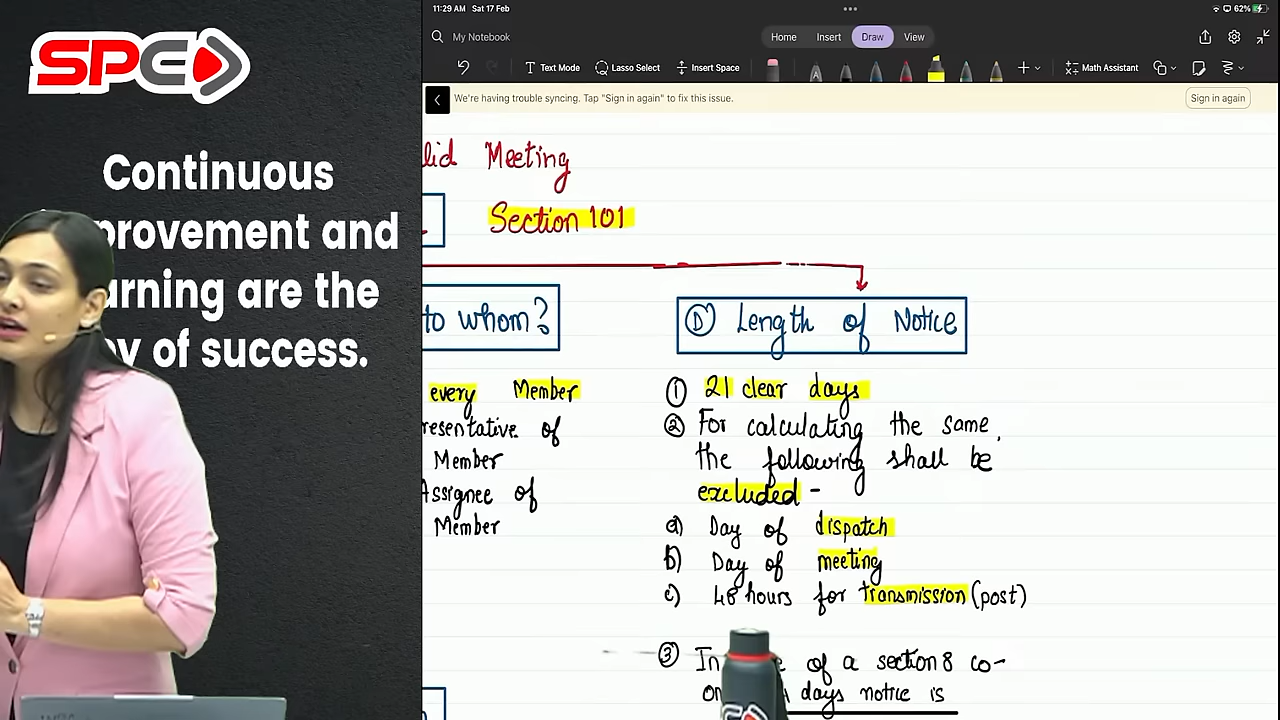 SPC
Continuous
provement and
arning are the
of success.
11:29 AM Sat 17 Feb
62%
My Notebook
Home
Insert
Draw
View
Text Mode
Lasso Select
Insert Space
Math Assistant
We're having trouble syncing. Tap "Sign in again" to fix this issue.
Sign in again
lid Meeting
Section 101
to whom?
every Member
resentative of
Member
Assignee of
Member
D Length of Notice
① 21 clear days
② For calculating the same,
the following shall be
excluded -
a) Day of dispatch
b) Day of meeting
c) 48 hours for transmission (post)
③ In of a section 8 co-
days notice is
SPC